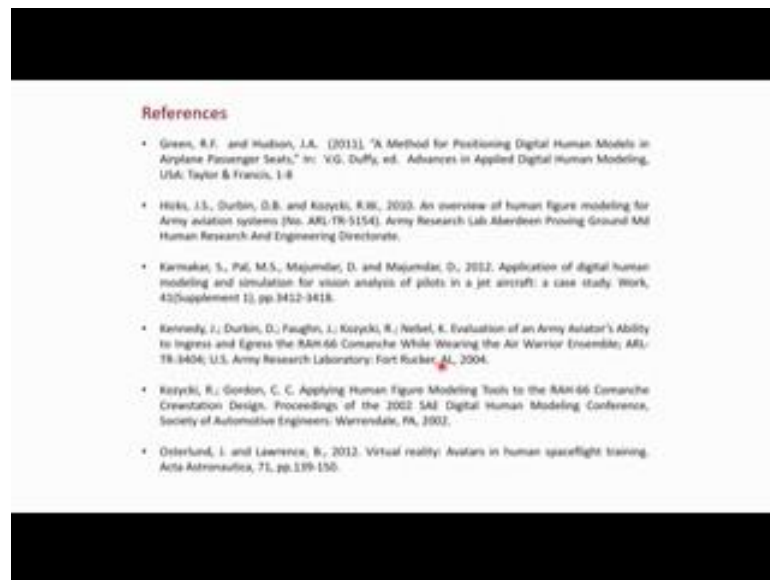 References
• Green, R.F. and Hudson, J.A. (2011), "A Method for Positioning Digital Human Models in
Airplane Passenger Seats," In: V.G. Duffy, ed. Advances in Applied Digital Human Modeling,
USA: Taylor & Francis, 1-8
• Hicks, J.S., Durbin, D.B. and Kozycki, R.W., 2010. An overview of human figure modeling for
Army aviation systems (No. ARL-TR-5154). Army Research Lab Aberdeen Proving Ground Md
Human Research And Engineering Directorate.
• Karmakar, S., Pal, M.S., Majumdar, D. and Majumdar, D., 2012. Application of digital human
modeling and simulation for vision analysis of pilots in a jet aircraft: a case study. Work,
41(Supplement 1), pp.3412-3418.
• Kennedy, J.; Durbin, D.; Faughn, J.; Kozycki, R.; Nebel, K. Evaluation of an Army Aviator's Ability
to Ingress and Egress the RAH-66 Comanche While Wearing the Air Warrior Ensemble; ARL-
TR-3404; U.S. Army Research Laboratory: Fort Rucker, AL, 2004.
• Kozycki, R.; Gordon, C. C. Applying Human Figure Modeling Tools to the RAH-66 Comanche
Crewstation Design. Proceedings of the 2002 SAE Digital Human Modeling Conference,
Society of Automotive Engineers: Warrendale, PA, 2002.
• Osterlund, J. and Lawrence, B., 2012. Virtual reality: Avatars in human spaceflight training.
Acta Astronautica, 71, pp.139-150.